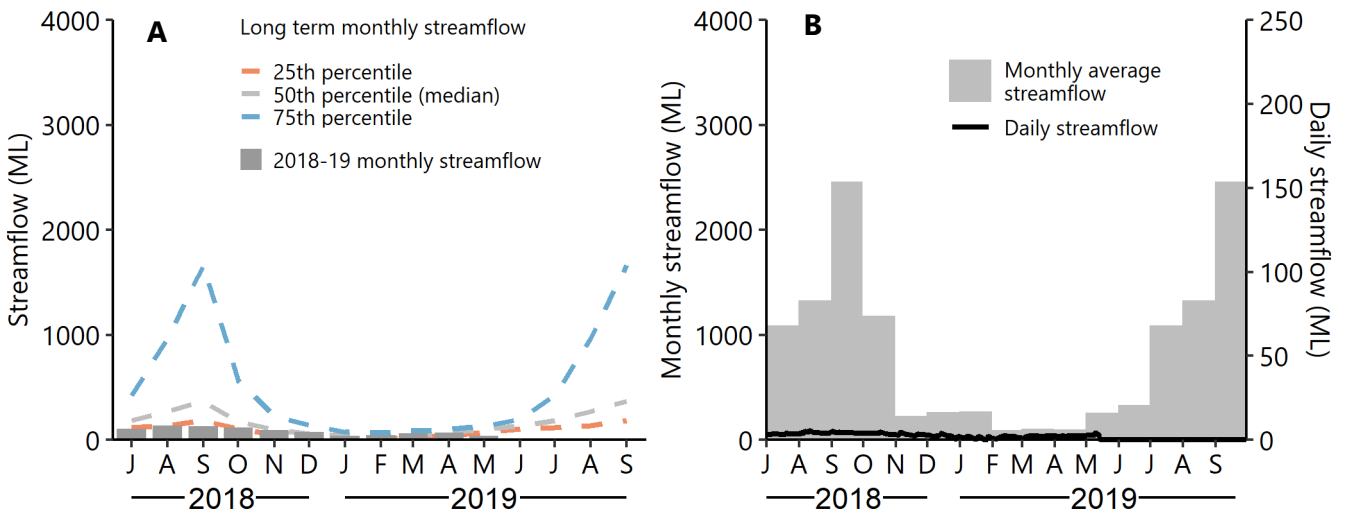 A
Long term monthly streamflow
25th percentile
50th percentile (median)
75th percentile
2018-19 monthly streamflow
Streamflow (ML)
4000
3000
2000
1000
0
J A S O N D J F M A M J J A S
2018 2019
B
Monthly average
streamflow
Daily streamflow
Monthly streamflow (ML)
4000
3000
2000
1000
0
250
200
150
100
50
0
Daily streamflow (ML)
J A S O N D J F M A M J J A S
2018 2019